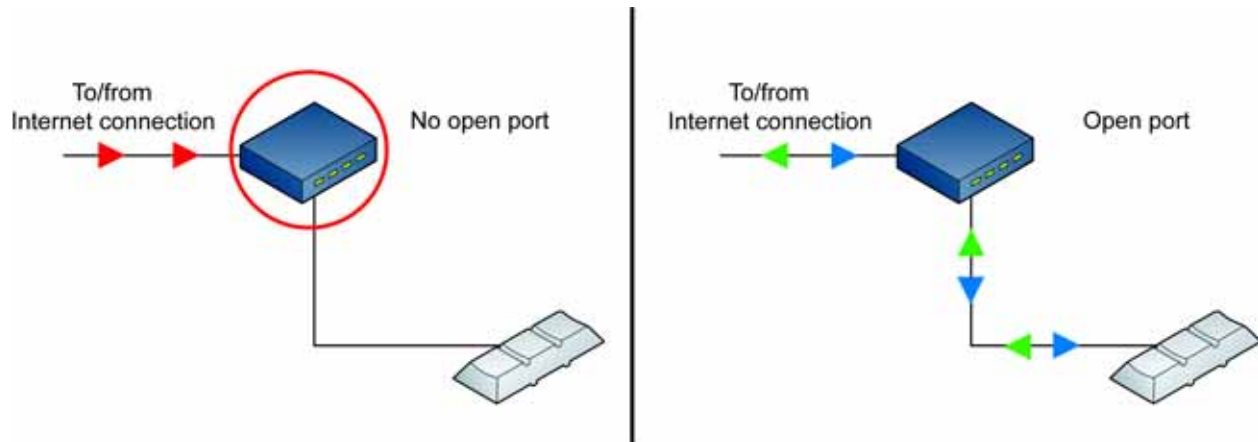 To/from
Internet connection
No open port
To/from
Internet connection
Open port